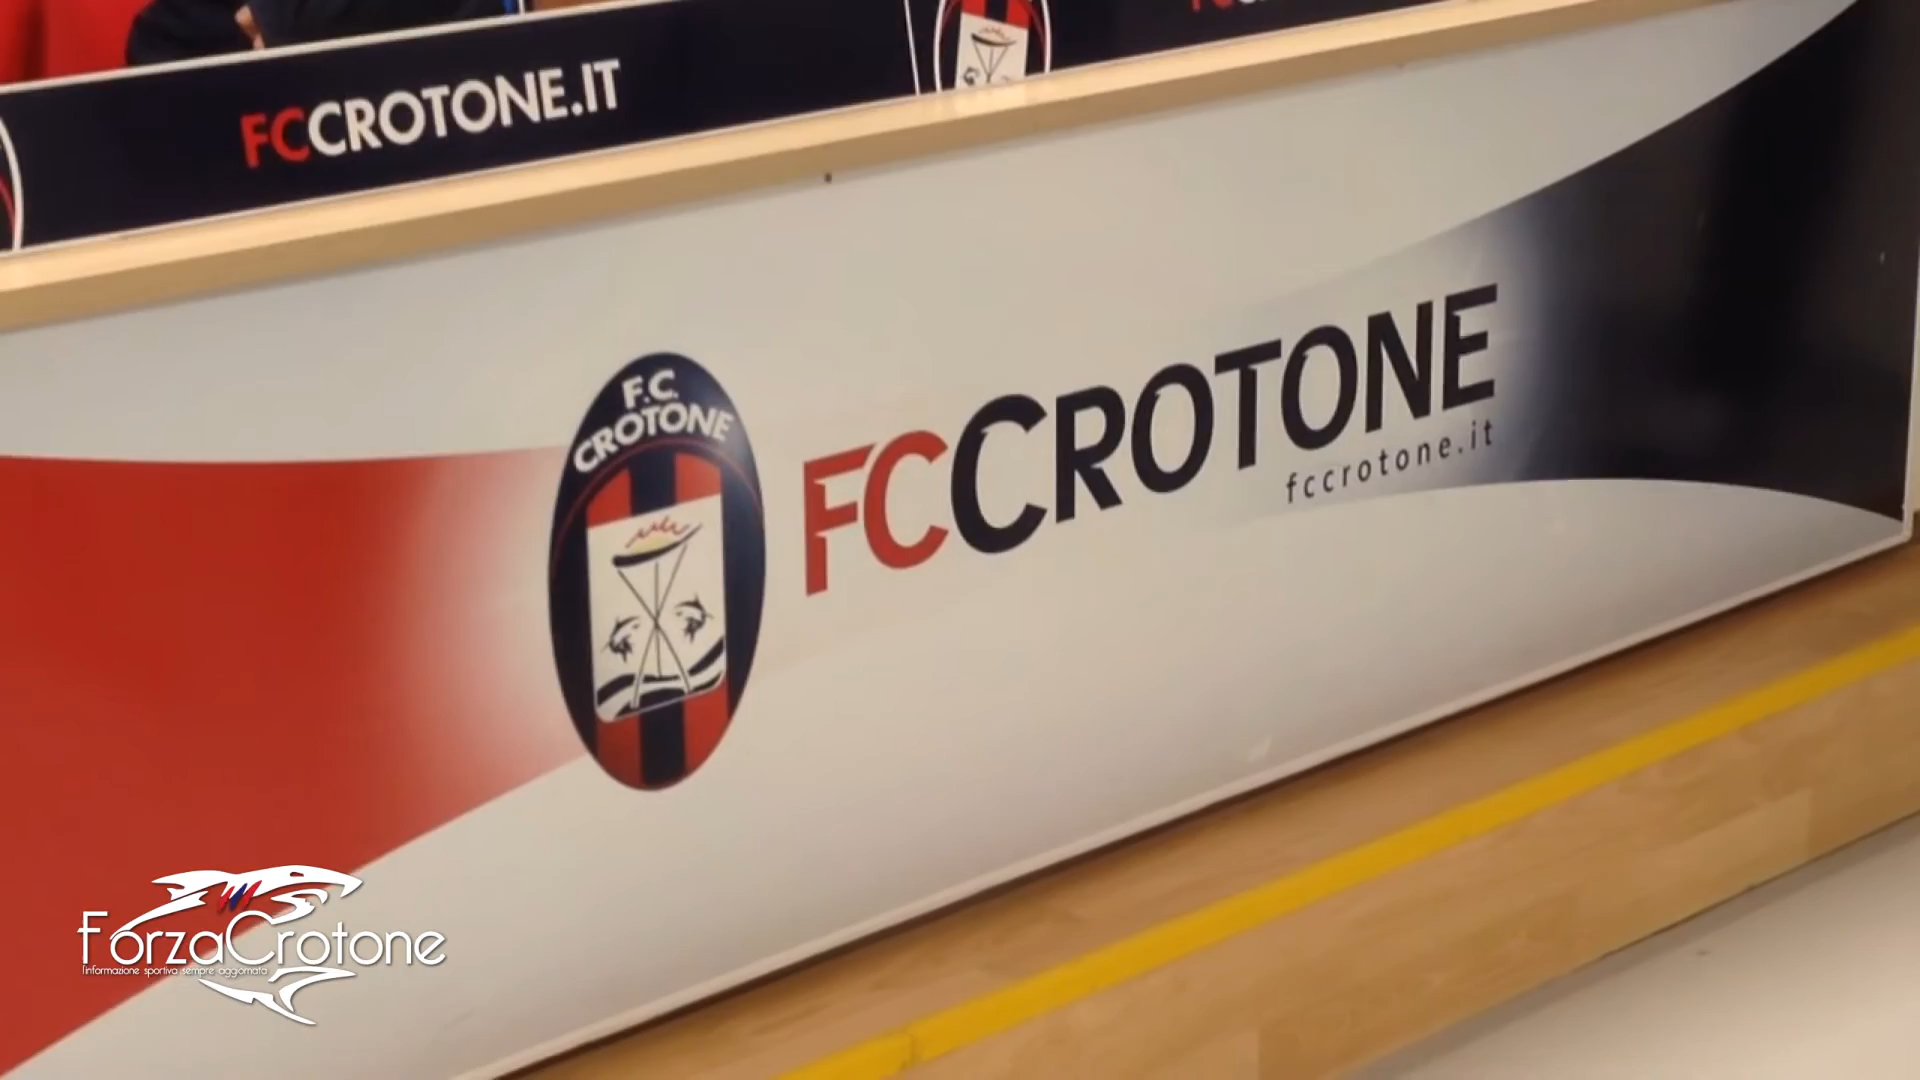 FCCROTONE.IT
F.C.
CROTONE
FCCROTONE
fccrotone.it
ForzaCrotone
l'informazione sportiva sempre aggiornata